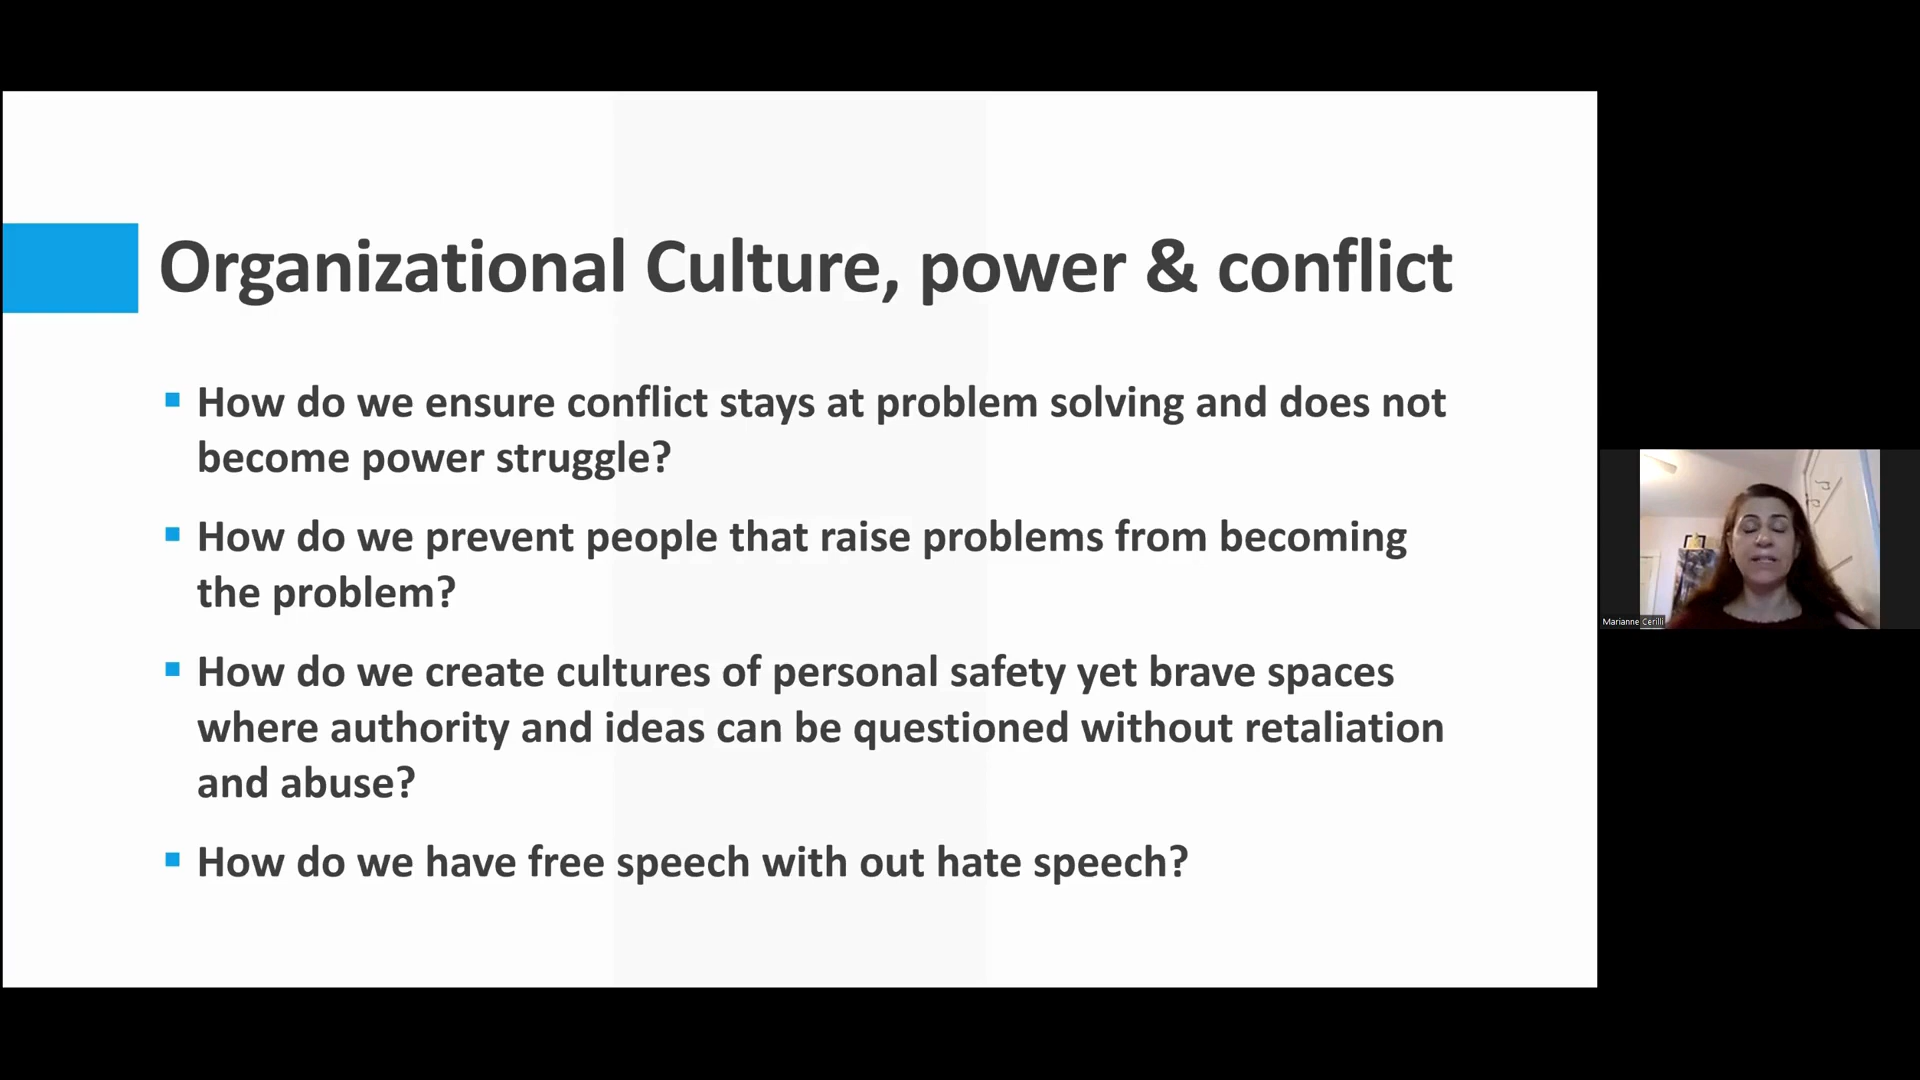 Organizational Culture, power & conflict
How do we ensure conflict stays at problem solving and does not
become power struggle?
How do we prevent people that raise problems from becoming
the problem?
How do we create cultures of personal safety yet brave spaces
where authority and ideas can be questioned without retaliation
and abuse?
How do we have free speech with out hate speech?
Marianne Cerilli